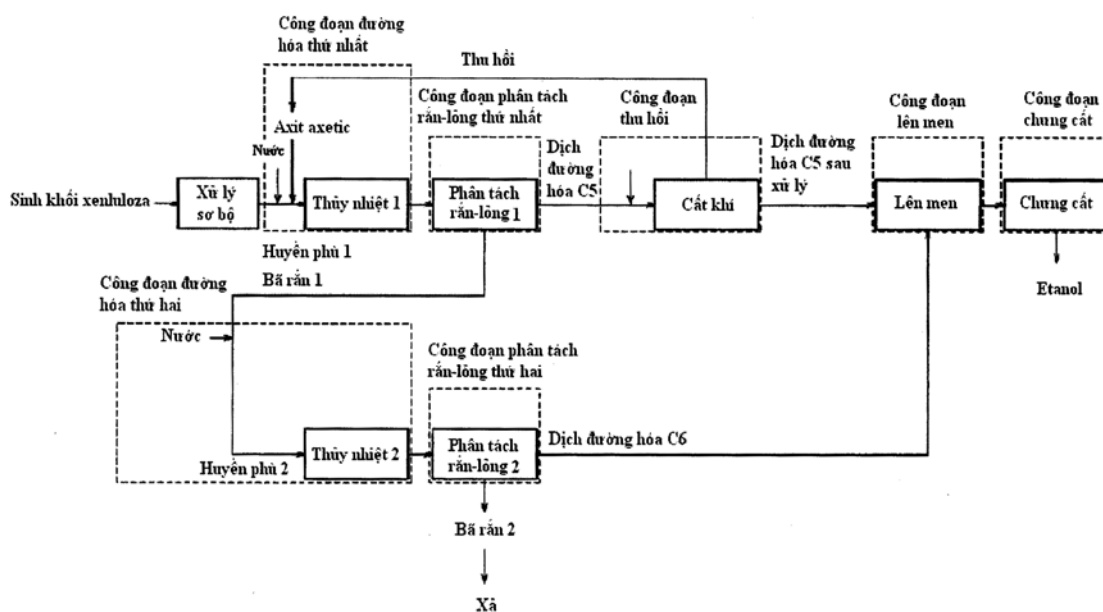 Công đoạn đường
hóa thứ nhất
Thu hồi
Công đoạn phân tách
rắn-lỏng thứ nhất
Công đoạn
thu hồi
Công đoạn
lên men
Công đoạn
chưng cất
Axit axetic
Nước
Dịch
đường
hóa C5
Dịch đường
hóa C5 sau
xử lý
Sinh khối xenluloza
Xử lý
sơ bộ
Thủy nhiệt 1
Phân tách
rắn-lỏng 1
Cất khí
Lên men
Chưng cất
Huyền phù 1
Bã rắn 1
Etanol
Công đoạn đường
hóa thứ hai
Nước
Công đoạn phân tách
rắn-lỏng thứ hai
Huyền phù 2
Thủy nhiệt 2
Phân tách
rắn-lỏng 2
Dịch đường hóa C6
Bã rắn 2
Xả